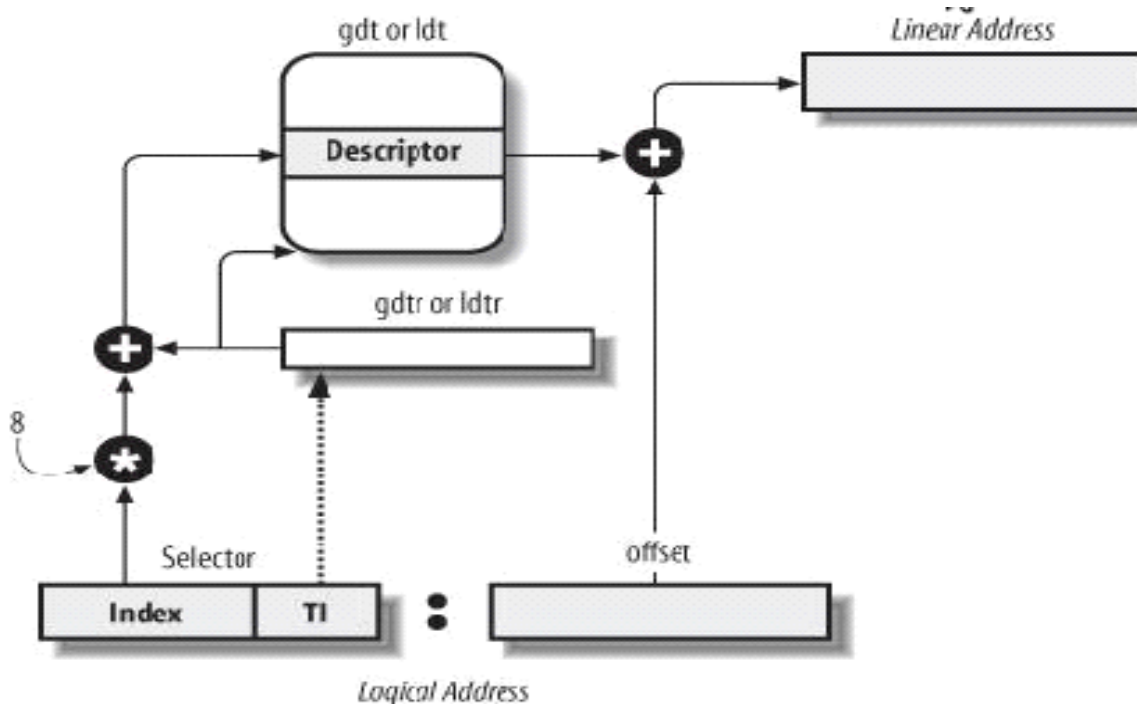 gdt or ldt
Linear Address
Descriptor
gdtr or ldtr
8
Selector
offset
Index
TI
:
Logical Address